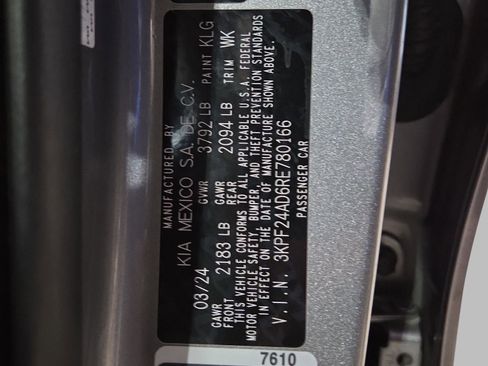 MANUFACTURED BY
KIA MEXICO S.A. DE C.V.
03/24 GVWR 3792 LB PAINT KLG
GAWR FRONT 2183 LB GAWR REAR 2094 LB TRIM WK
THIS VEHICLE CONFORMS TO ALL APPLICABLE U.S.A. FEDERAL
MOTOR VEHICLE SAFETY, BUMPER, AND THEFT PREVENTION STANDARDS
IN EFFECT ON THE DATE OF MANUFACTURE SHOWN ABOVE.
V.I.N. 3KPF24AD6RE780166
PASSENGER CAR
7610